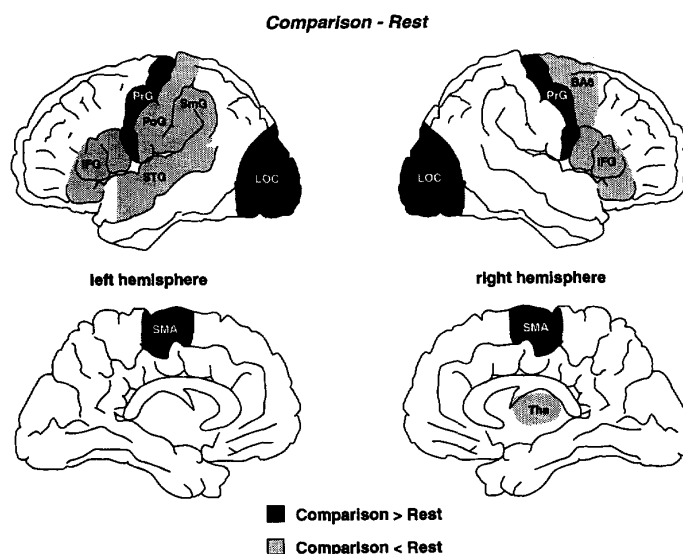 Comparison - Rest
PrG
SmG
PoG
IFG
STG
LOC
BA6
PrG
IFG
LOC
left hemisphere
right hemisphere
SMA
SMA
Tha
Comparison > Rest
Comparison < Rest